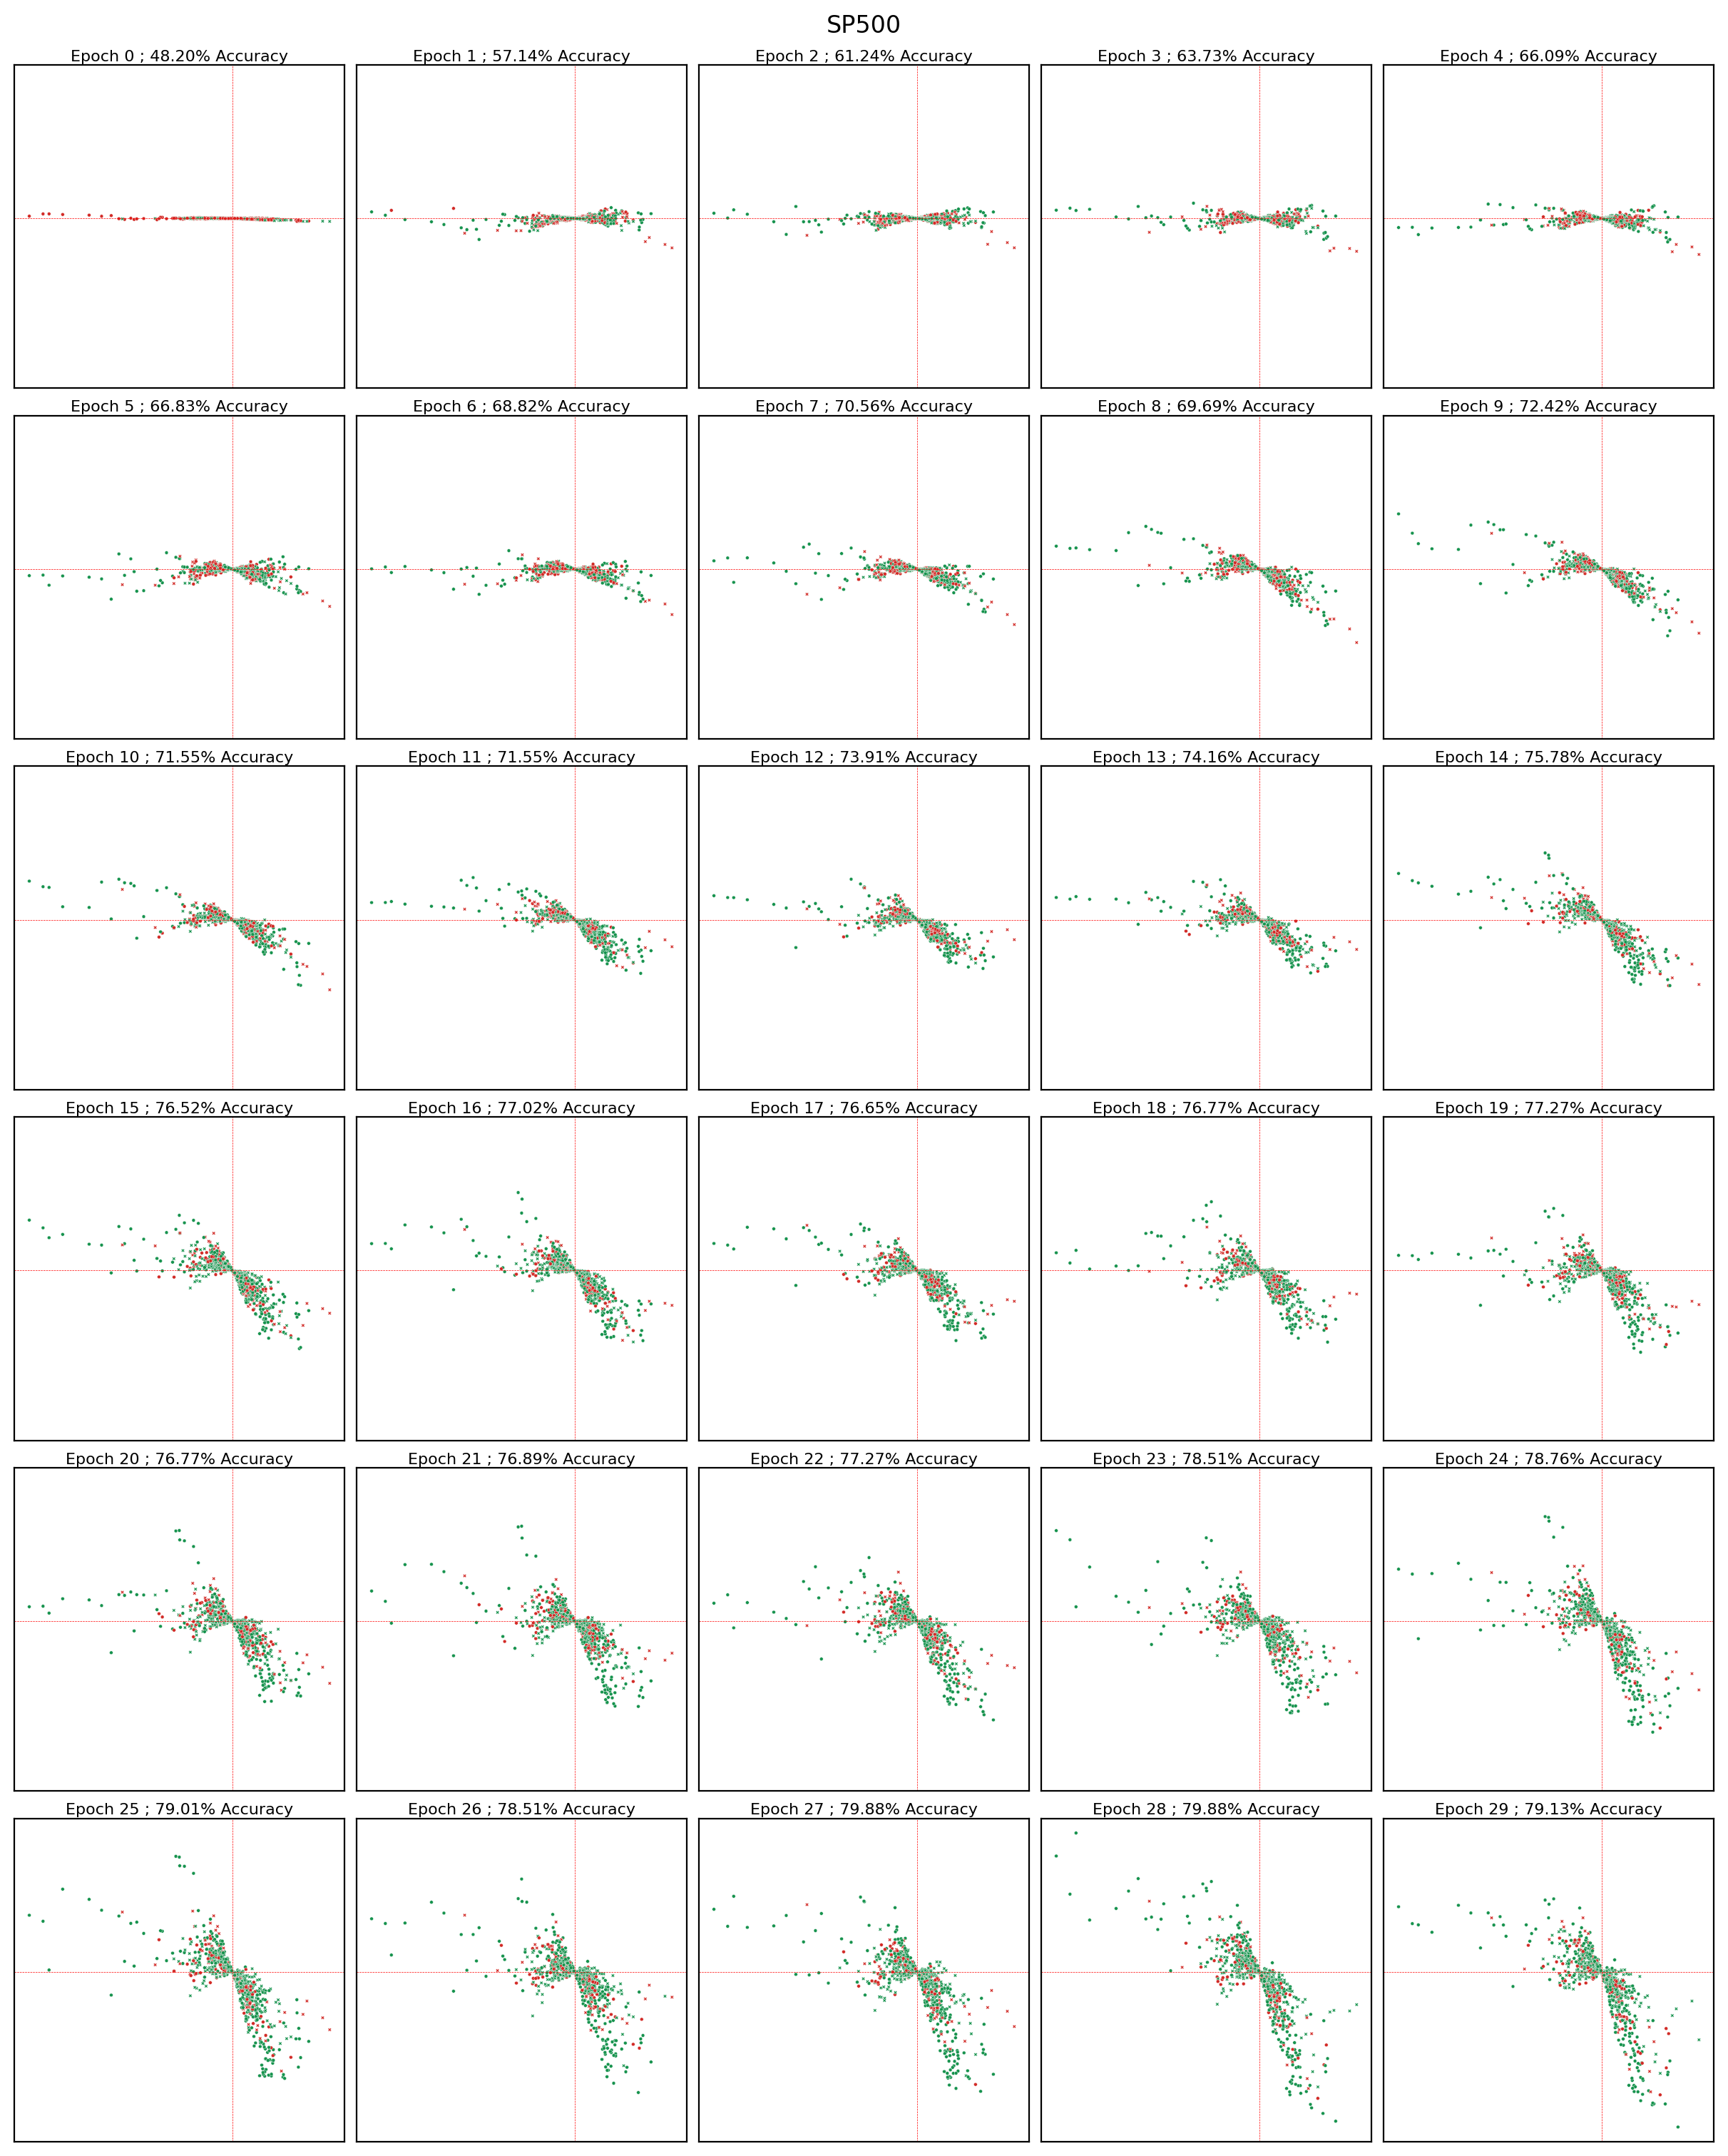 SP500
Epoch 0 ; 48.20% Accuracy
Epoch 1 ; 57.14% Accuracy
Epoch 2 ; 61.24% Accuracy
Epoch 3 ; 63.73% Accuracy
Epoch 4 ; 66.09% Accuracy
Epoch 5 ; 66.83% Accuracy
Epoch 6 ; 68.82% Accuracy
Epoch 7 ; 70.56% Accuracy
Epoch 8 ; 69.69% Accuracy
Epoch 9 ; 72.42% Accuracy
Epoch 10 ; 71.55% Accuracy
Epoch 11 ; 71.55% Accuracy
Epoch 12 ; 73.91% Accuracy
Epoch 13 ; 74.16% Accuracy
Epoch 14 ; 75.78% Accuracy
Epoch 15 ; 76.52% Accuracy
Epoch 16 ; 77.02% Accuracy
Epoch 17 ; 76.65% Accuracy
Epoch 18 ; 76.77% Accuracy
Epoch 19 ; 77.27% Accuracy
Epoch 20 ; 76.77% Accuracy
Epoch 21 ; 76.89% Accuracy
Epoch 22 ; 77.27% Accuracy
Epoch 23 ; 78.51% Accuracy
Epoch 24 ; 78.76% Accuracy
Epoch 25 ; 79.01% Accuracy
Epoch 26 ; 78.51% Accuracy
Epoch 27 ; 79.88% Accuracy
Epoch 28 ; 79.88% Accuracy
Epoch 29 ; 79.13% Accuracy